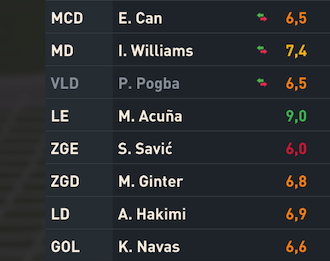 MCD E. Can 6,5
MD I. Williams 7,4
VLD P. Pogba 6,5
LE M. Acuña 9,0
ZGE S. Savić 6,0
ZGD M. Ginter 6,8
LD A. Hakimi 6,9
GOL K. Navas 6,6